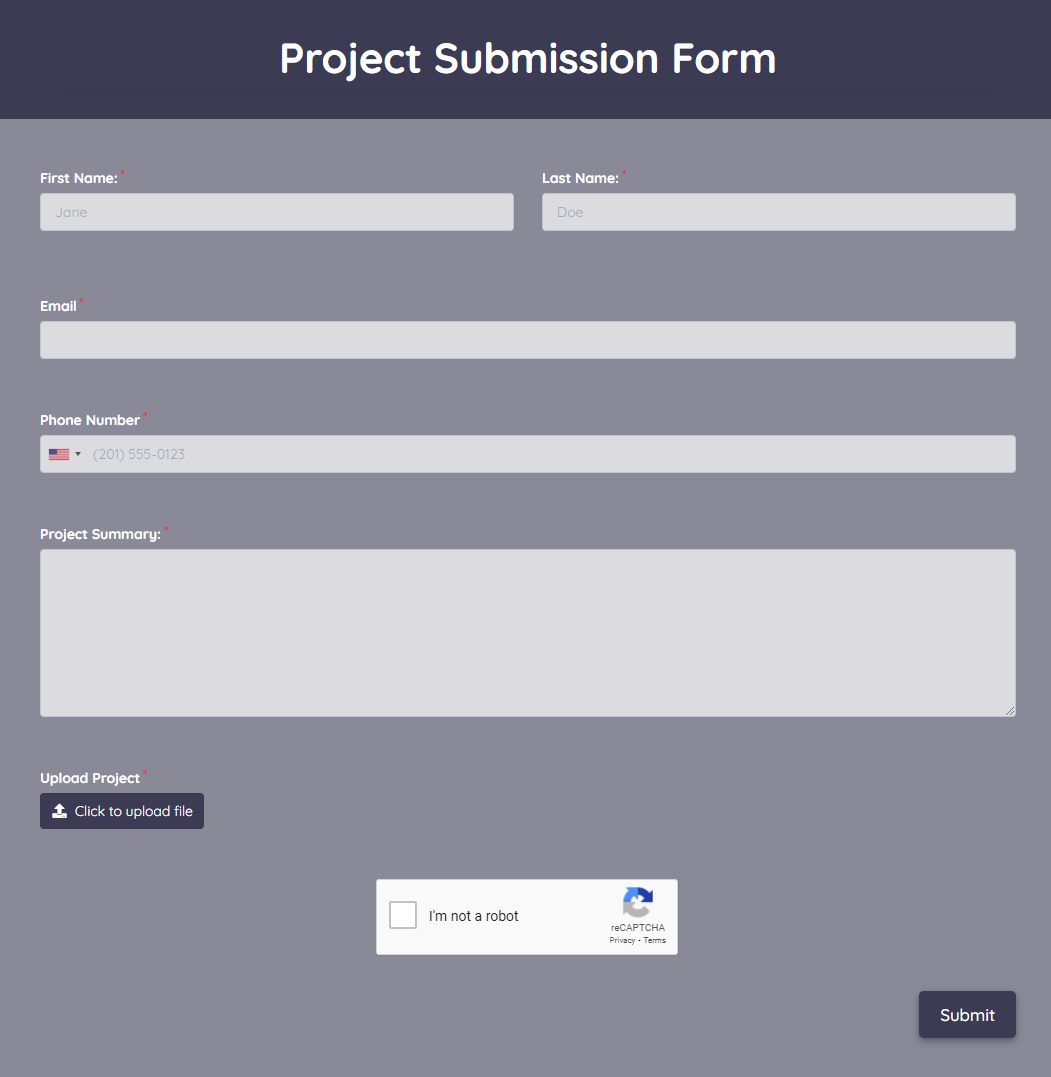 Project Submission Form
First Name: *
Last Name: *
Jane
Doe
Email *
Phone Number *
(201) 555-0123
Project Summary: *
Upload Project *
Click to upload file
I'm not a robot
reCAPTCHA
Privacy - Terms
Submit